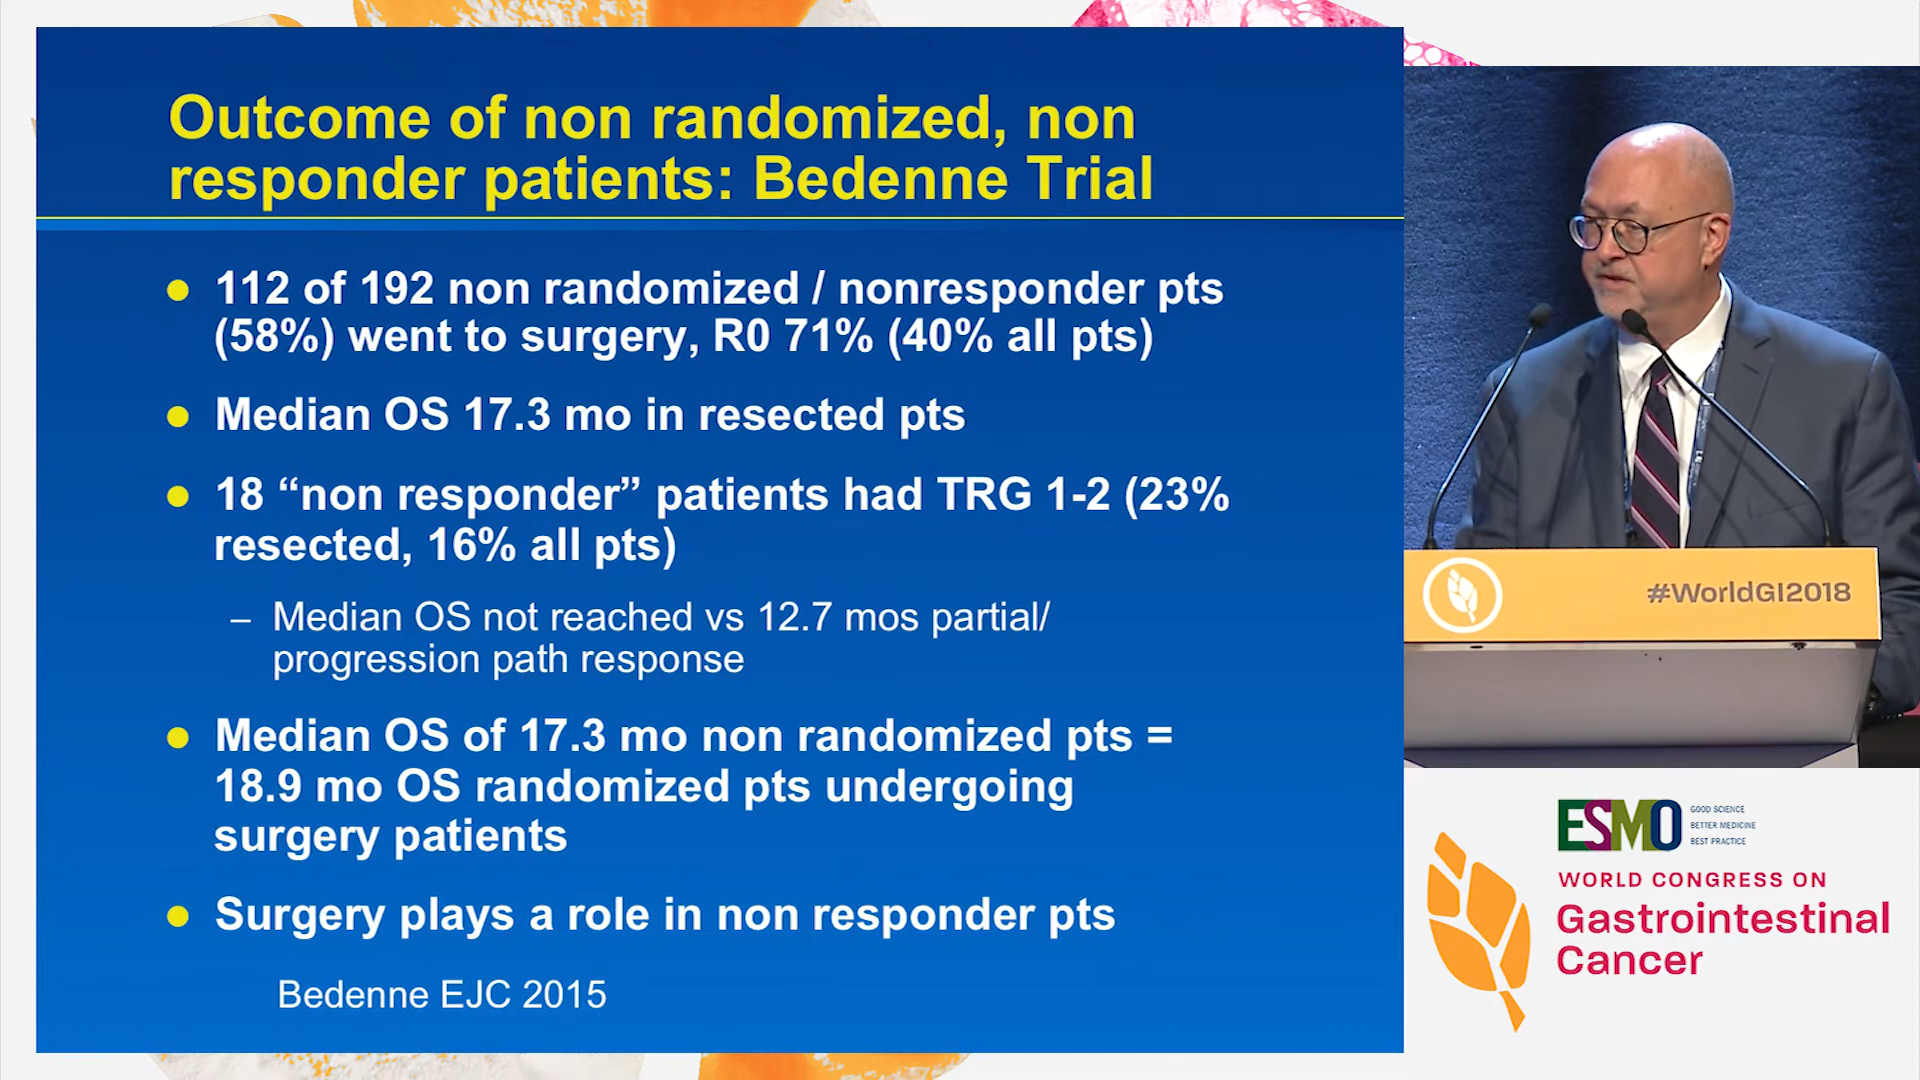 Outcome of non randomized, non
responder patients: Bedenne Trial
112 of 192 non randomized / nonresponder pts
(58%) went to surgery, R0 71% (40% all pts)
Median OS 17.3 mo in resected pts
18 “non responder” patients had TRG 1-2 (23%
resected, 16% all pts)
– Median OS not reached vs 12.7 mos partial/
progression path response
Median OS of 17.3 mo non randomized pts =
18.9 mo OS randomized pts undergoing
surgery patients
Surgery plays a role in non responder pts
Bedenne EJC 2015
#WorldGI2018
ESMO
GOOD SCIENCE
BETTER MEDICINE
BEST PRACTICE
WORLD CONGRESS ON
Gastrointestinal
Cancer